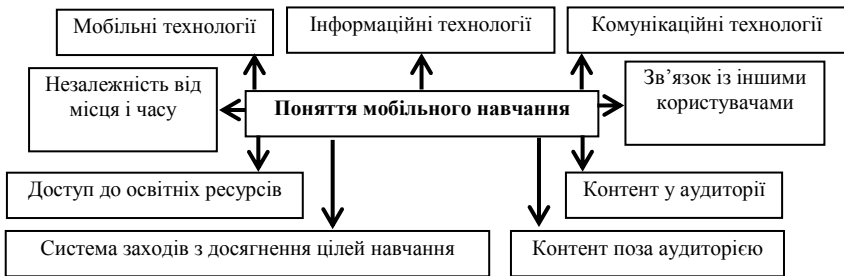 Мобільні технології
Інформаційні технології
Комунікаційні технології
Незалежність від
місця і часу
Поняття мобільного навчання
Зв’язок із іншими
користувачами
Доступ до освітніх ресурсів
Контент у аудиторії
Система заходів з досягнення цілей навчання
Контент поза аудиторією